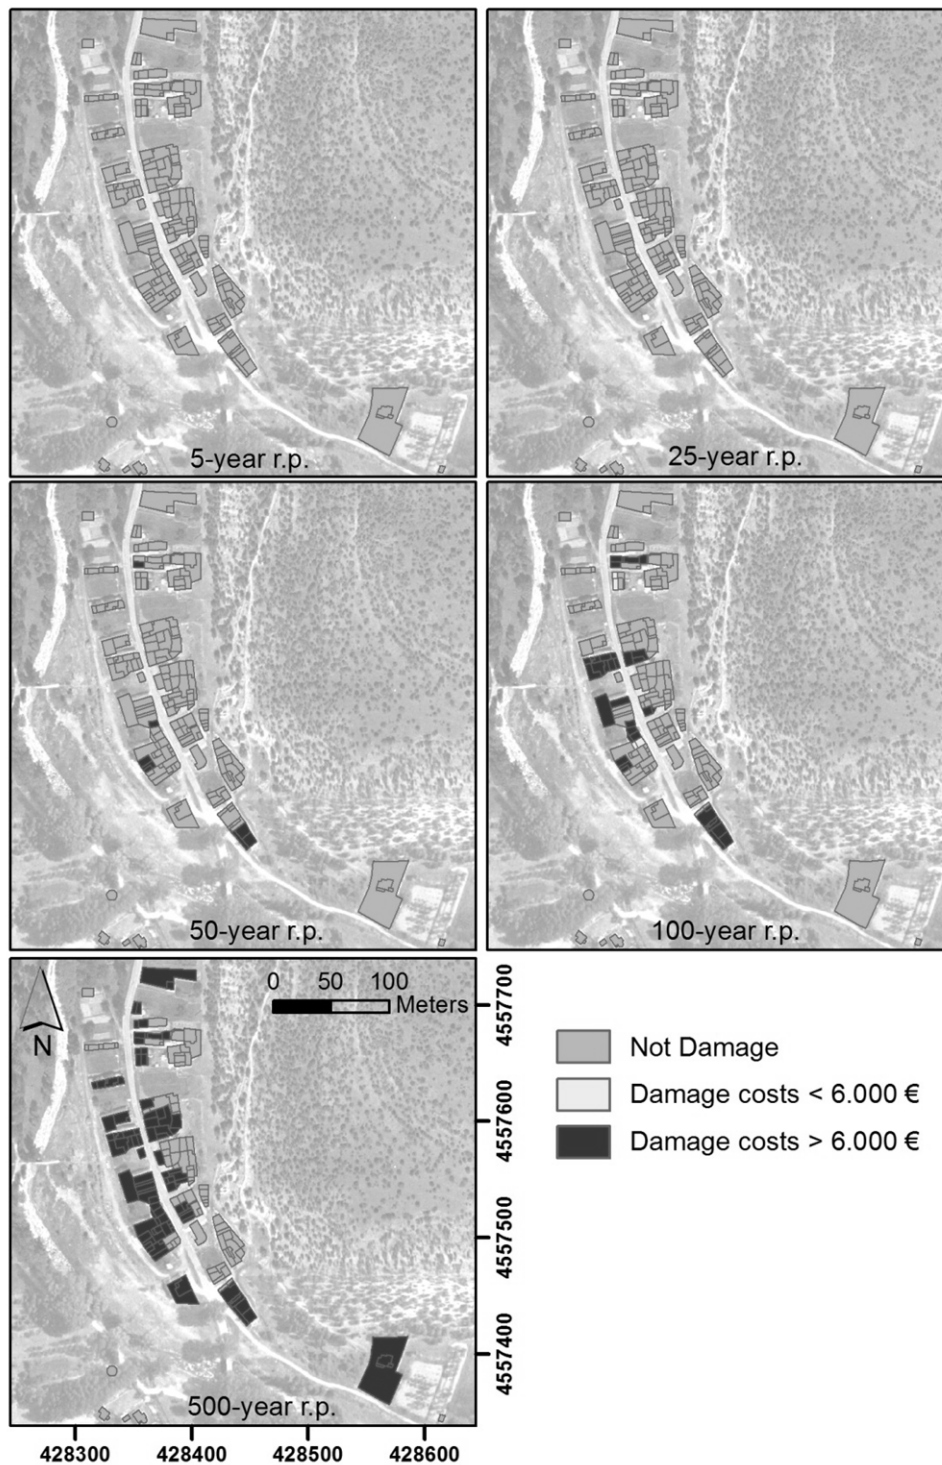 5-year r.p.
25-year r.p.
50-year r.p.
100-year r.p.
0 50 100
Meters
N
500-year r.p.
4557700
4557600
4557500
4557400
428300 428400 428500 428600
Not Damage
Damage costs < 6.000 €
Damage costs > 6.000 €